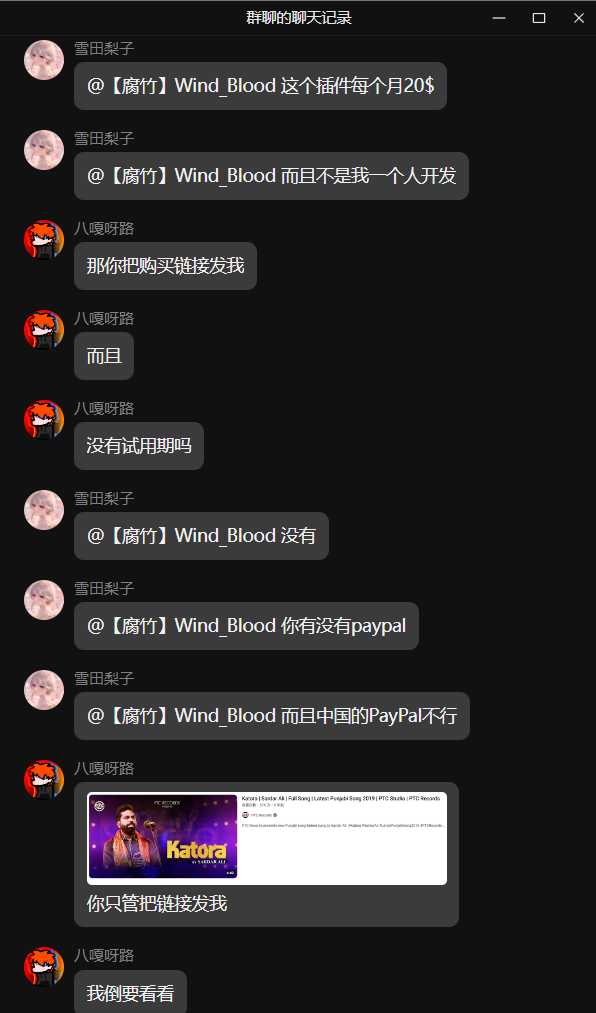 群聊的聊天记录
雪田梨子
@【腐竹】Wind_Blood 这个插件每个月20$
雪田梨子
@【腐竹】Wind_Blood 而且不是我一个人开发
八嘎呀路
那你把购买链接发我
八嘎呀路
而且
八嘎呀路
没有试用期吗
雪田梨子
@【腐竹】Wind_Blood 没有
雪田梨子
@【腐竹】Wind_Blood 你有没有paypal
雪田梨子
@【腐竹】Wind_Blood 而且中国的PayPal不行
八嘎呀路
PTC RECORDS
Katora
BY SARDAR ALI
4:40
Katora | Sardar Ali | Full Song | Latest Punjabi Song 2019 | PTC Studio | PTC Records
PTC Records
你只管把链接发我
八嘎呀路
我倒要看看